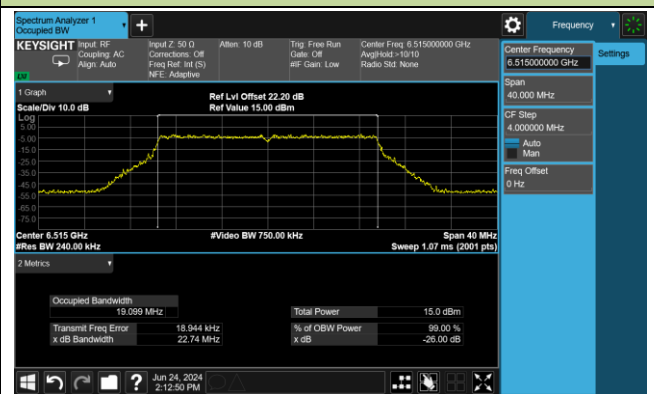 Spectrum Analyzer 1
Occupied BW
Frequency
KEYSIGHT
Input: RF
Coupling: AC
Align: Auto
Input Z: 50 Ω
Corrections: Off
Freq Ref: Int (S)
NFE: Adaptive
Atten: 10 dB
Trig: Free Run
Gate: Off
#IF Gain: Low
Center Freq: 6.515000000 GHz
Avg|Hold:>10/10
Radio Std: None
Center Frequency
6.515000000 GHz
Settings
Span
40.000 MHz
CF Step
4.000000 MHz
Auto
Man
Freq Offset
0 Hz
1 Graph
Scale/Div 10.0 dB
Ref Lvl Offset 22.20 dB
Ref Value 15.00 dBm
Log
5.00
-5.00
-15.0
-25.0
-35.0
-45.0
-55.0
-65.0
-75.0
Center 6.515 GHz
#Res BW 240.00 kHz
#Video BW 750.00 kHz
Span 40 MHz
Sweep 1.07 ms (2001 pts)
2 Metrics
Occupied Bandwidth
19.099 MHz
Total Power 15.0 dBm
Transmit Freq Error 18.944 kHz
% of OBW Power 99.00 %
x dB Bandwidth 22.74 MHz
x dB -26.00 dB
Jun 24, 2024
2:12:50 PM